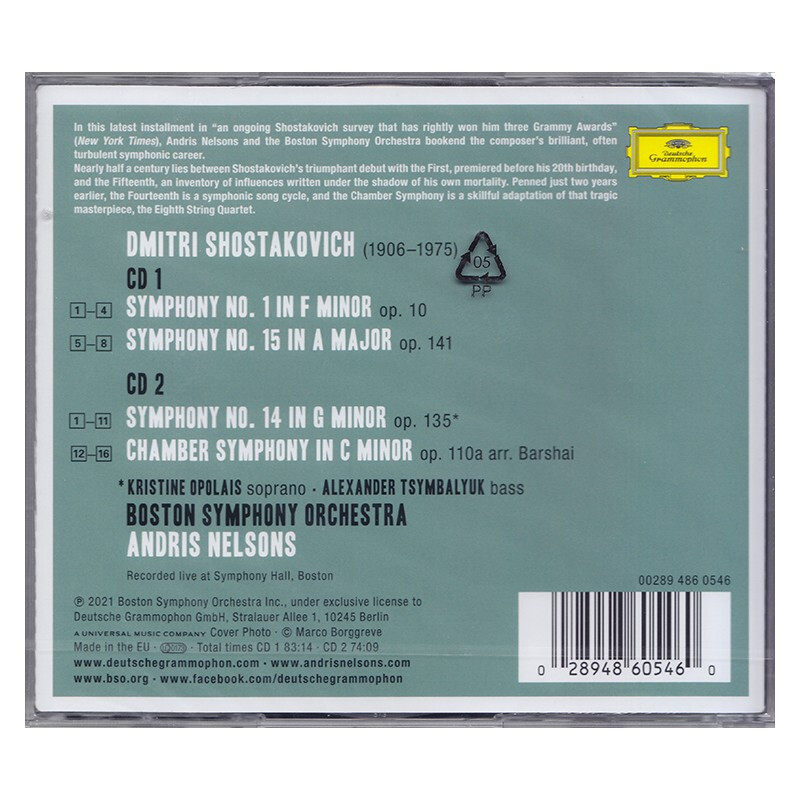 In this latest installment in “an ongoing Shostakovich survey that has rightly won him three Grammy Awards”
(New York Times), Andris Nelsons and the Boston Symphony Orchestra bookend the composer’s brilliant, often
turbulent symphonic career.
Nearly half a century lies between Shostakovich’s triumphant debut with the First, premiered before his 20th birthday,
and the Fifteenth, an inventory of influences written under the shadow of his own mortality. Penned just two years
earlier, the Fourteenth is a symphonic song cycle, and the Chamber Symphony is a skillful adaptation of that tragic
masterpiece, the Eighth String Quartet.
Deutsche
Grammophon
DMITRI SHOSTAKOVICH (1906–1975)
05
PP
CD 1
1–4 SYMPHONY NO. 1 IN F MINOR op. 10
5–8 SYMPHONY NO. 15 IN A MAJOR op. 141
CD 2
1–11 SYMPHONY NO. 14 IN G MINOR op. 135*
12–16 CHAMBER SYMPHONY IN C MINOR op. 110a arr. Barshai
* KRISTINE OPOLAIS soprano · ALEXANDER TSYMBALYUK bass
BOSTON SYMPHONY ORCHESTRA
ANDRIS NELSONS
Recorded live at Symphony Hall, Boston
00289 486 0546
℗ 2021 Boston Symphony Orchestra Inc., under exclusive license to
Deutsche Grammophon GmbH, Stralauer Allee 1, 10245 Berlin
A UNIVERSAL MUSIC COMPANY Cover Photo · © Marco Borggreve
Made in the EU · LC 0173 · Total times CD 1 83:14 · CD 2 74:09
www.deutschegrammophon.com · www.andrisnelsons.com
www.bso.org · www.facebook.com/deutschegrammophon
0 28948 60546 0